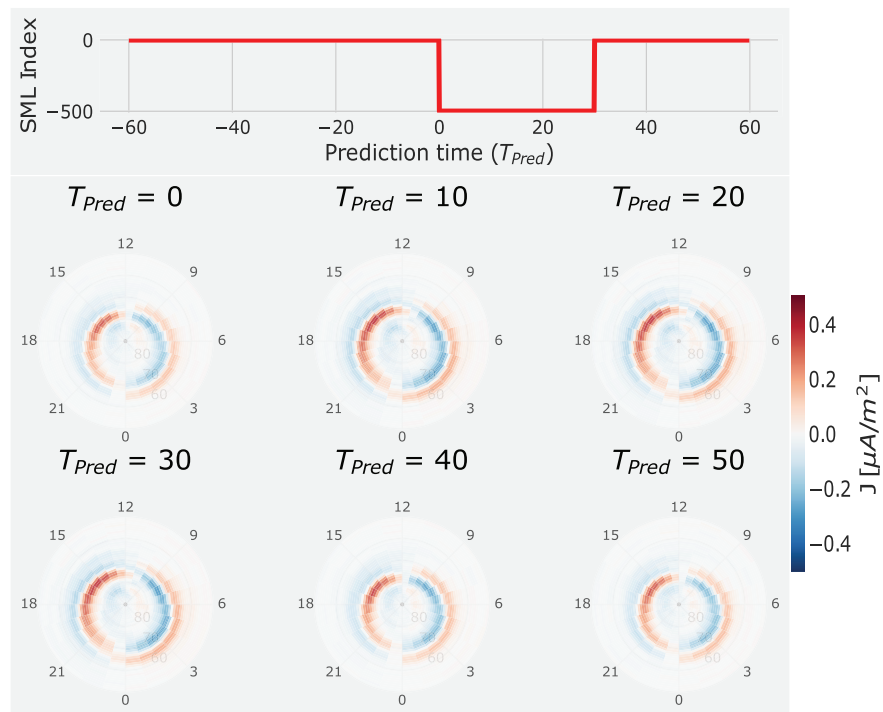 SML Index
0
−500
−60 −40 −20 0 20 40 60
Prediction time (T_Pred)
T_Pred = 0 T_Pred = 10 T_Pred = 20
12 12 12
15 9 15 9 15 9
18 6 18 6 18 6
80 80 80
70 70 70
60 60 60
21 3 21 3 21 3
0 0 0
T_Pred = 30 T_Pred = 40 T_Pred = 50
12 12 12
15 9 15 9 15 9
18 6 18 6 18 6
80 80 80
60 60 60
21 3 21 3 21 3
0 0 0
0.4
0.2
0.0
−0.2
−0.4
J [μA/m²]